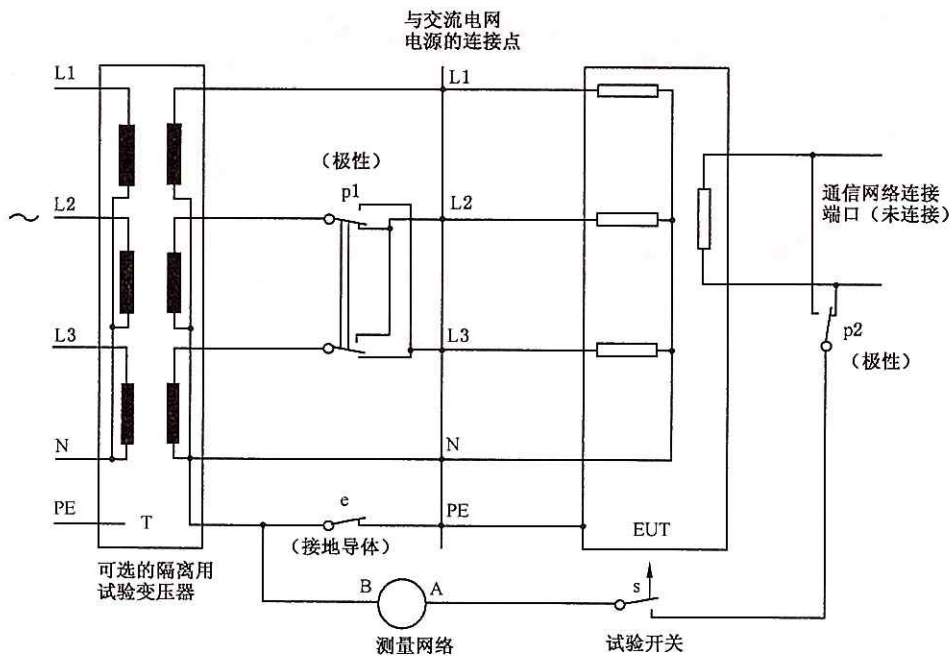 与交流电网
电源的连接点
L1
L1
(极性)
p1
通信网络连接
端口(未连接)
~
L2
L2
L3
L3
p2
(极性)
N
N
PE
T
e
PE
EUT
(接地导体)
可选的隔离用
试验变压器
B
A
s
测量网络
试验开关